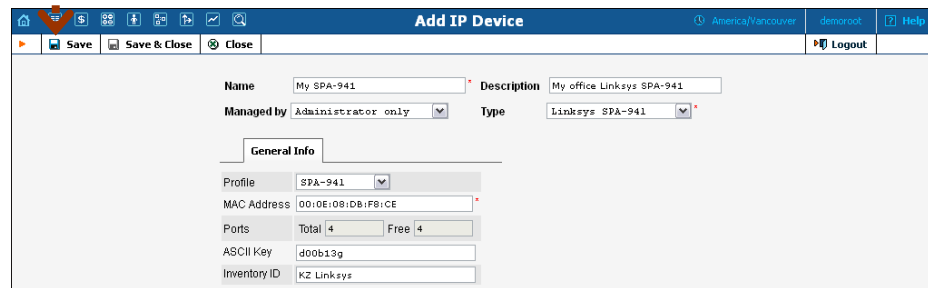 Add IP Device America/Vancouver demoroot Help
Save Save & Close Close Logout
Name My SPA-941 * Description My office Linksys SPA-941
Managed by Administrator only Type Linksys SPA-941 *
General Info
Profile SPA-941
MAC Address 00:0E:08:DB:F8:CE *
Ports Total 4 Free 4
ASCII Key d00b13g
Inventory ID KZ Linksys